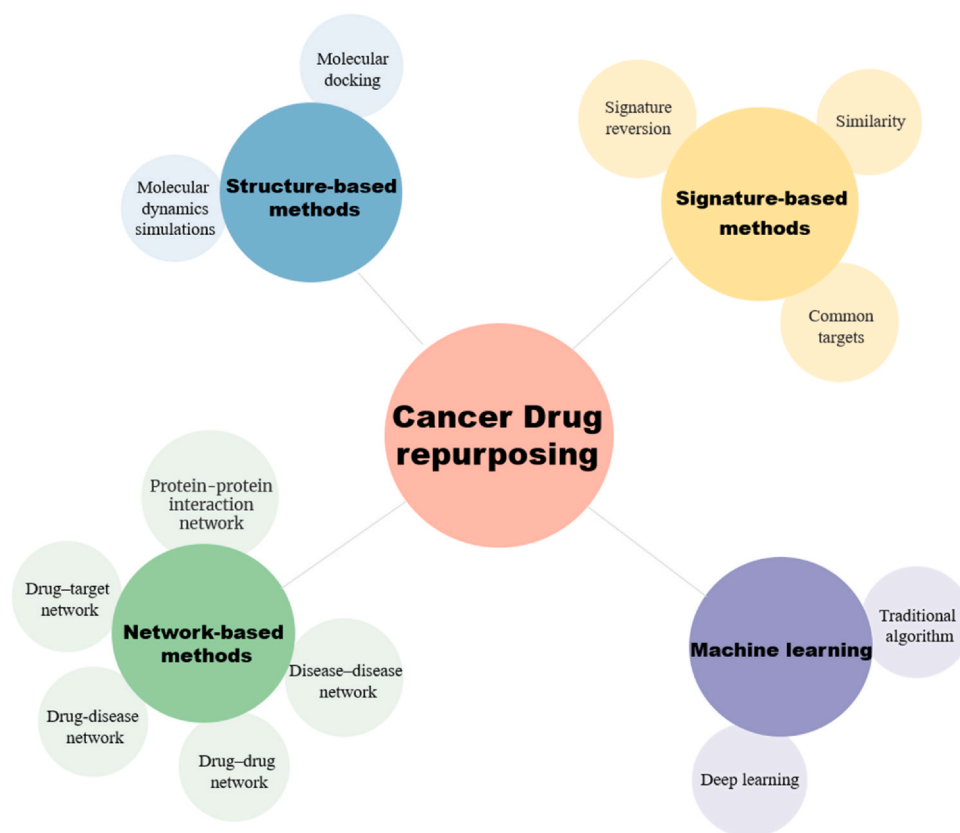 Molecular
docking
Molecular
dynamics
simulations
Structure-based
methods
Signature
reversion
Similarity
Signature-based
methods
Common
targets
Cancer Drug
repurposing
Protein–protein
interaction
network
Drug–target
network
Network-based
methods
Disease–disease
network
Drug-disease
network
Drug–drug
network
Traditional
algorithm
Machine learning
Deep learning